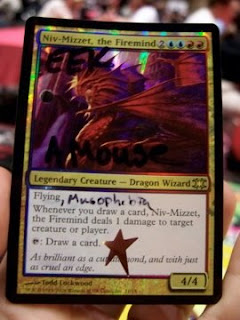 Niv-Mizzet, the Firemind 2
EEK
A Mouse
Legendary Creature — Dragon Wizard
Flying, Musophobia
Whenever you draw a card, Niv-Mizzet,
the Firemind deals 1 damage to target
creature or player.
: Draw a card.
As brilliant as a cut diamond, and with just
as cruel an edge.
Todd Lockwood
4/4